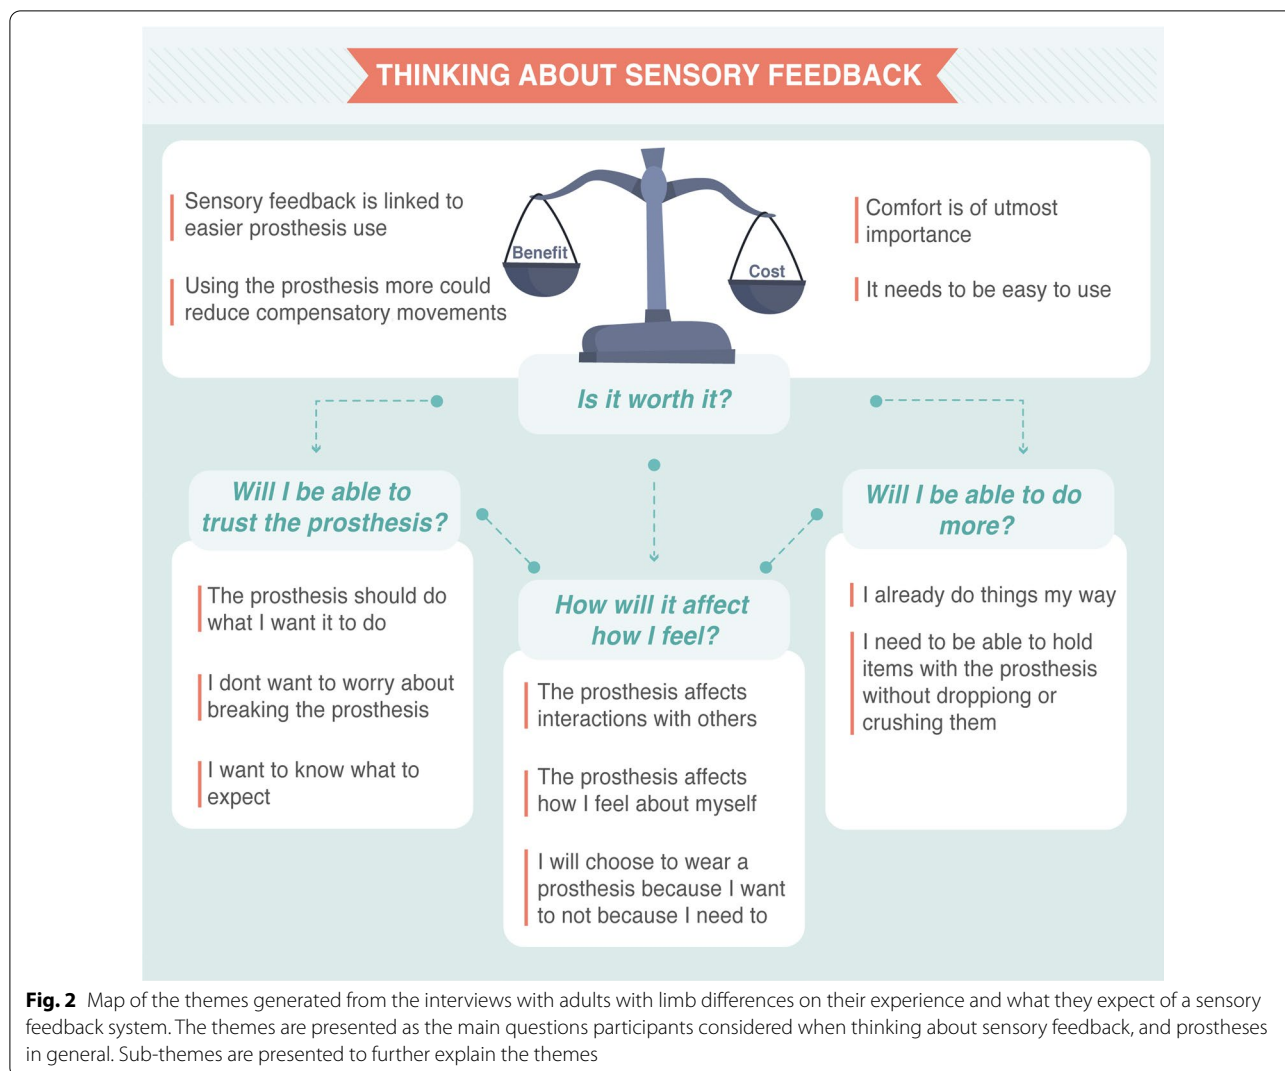 THINKING ABOUT SENSORY FEEDBACK
Sensory feedback is linked to
easier prosthesis use
Using the prosthesis more could
reduce compensatory movements
Benefit
Cost
Comfort is of utmost
importance
It needs to be easy to use
Is it worth it?
Will I be able to
trust the prosthesis?
The prosthesis should do
what I want it to do
I dont want to worry about
breaking the prosthesis
I want to know what to
expect
How will it affect
how I feel?
The prosthesis affects
interactions with others
The prosthesis affects
how I feel about myself
I will choose to wear a
prosthesis because I want
to not because I need to
Will I be able to do
more?
I already do things my way
I need to be able to hold
items with the prosthesis
without droppiong or
crushing them
Fig. 2 Map of the themes generated from the interviews with adults with limb differences on their experience and what they expect of a sensory
feedback system. The themes are presented as the main questions participants considered when thinking about sensory feedback, and prostheses
in general. Sub-themes are presented to further explain the themes